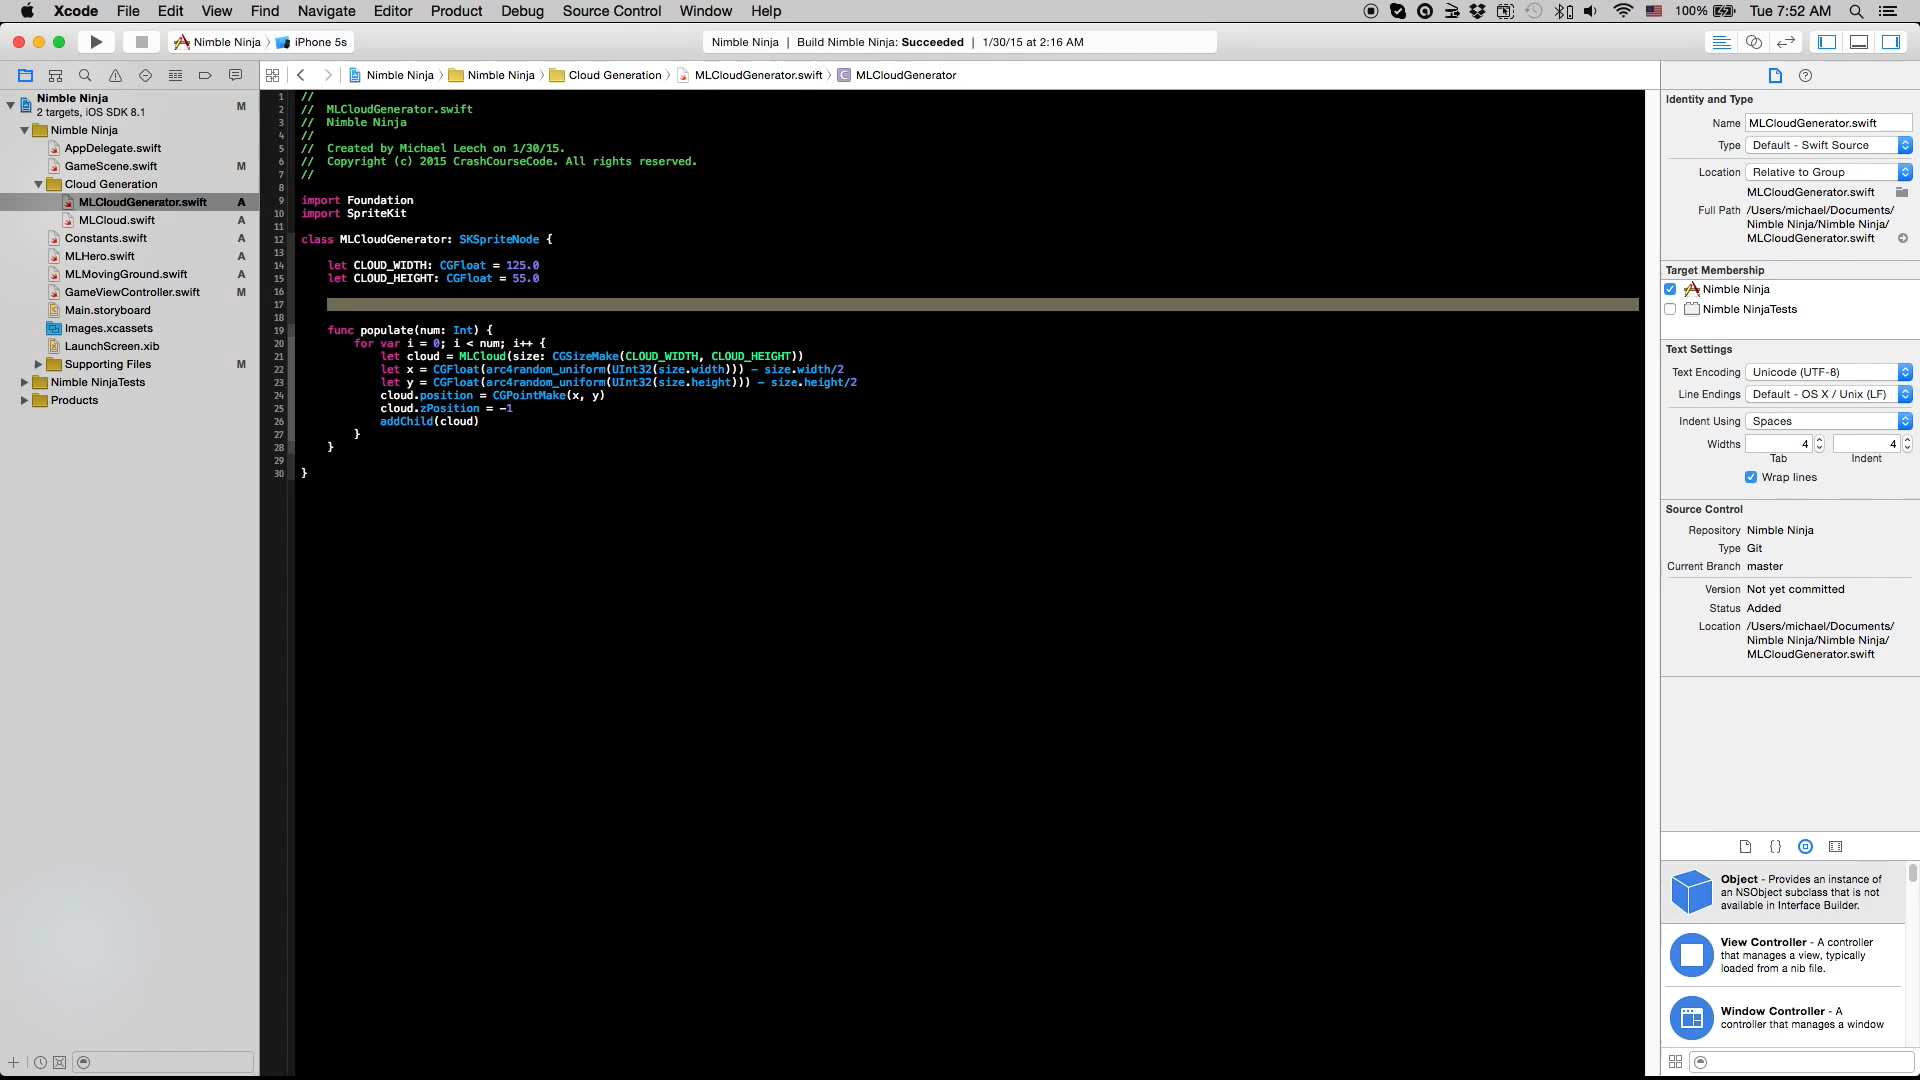 Xcode File Edit View Find Navigate Editor Product Debug Source Control Window Help
100% Tue 7:52 AM
Nimble Ninja iPhone 5s
Nimble Ninja | Build Nimble Ninja: Succeeded | 1/30/15 at 2:16 AM
Nimble Ninja Nimble Ninja Cloud Generation MLCloudGenerator.swift C MLCloudGenerator
Nimble Ninja M
2 targets, iOS SDK 8.1
Nimble Ninja
AppDelegate.swift
GameScene.swift M
Cloud Generation
MLCloudGenerator.swift A
MLCloud.swift A
Constants.swift A
MLHero.swift A
MLMovingGround.swift A
GameViewController.swift M
Main.storyboard
Images.xcassets
LaunchScreen.xib
Supporting Files M
Nimble NinjaTests
Products
1 //
2 //  MLCloudGenerator.swift
3 //  Nimble Ninja
4 //
5 //  Created by Michael Leech on 1/30/15.
6 //  Copyright (c) 2015 CrashCourseCode. All rights reserved.
7 //
8
9 import Foundation
10 import SpriteKit
11
12 class MLCloudGenerator: SKSpriteNode {
13
14     let CLOUD_WIDTH: CGFloat = 125.0
15     let CLOUD_HEIGHT: CGFloat = 55.0
16
17
18
19     func populate(num: Int) {
20         for var i = 0; i < num; i++ {
21             let cloud = MLCloud(size: CGSizeMake(CLOUD_WIDTH, CLOUD_HEIGHT))
22             let x = CGFloat(arc4random_uniform(UInt32(size.width))) - size.width/2
23             let y = CGFloat(arc4random_uniform(UInt32(size.height))) - size.height/2
24             cloud.position = CGPointMake(x, y)
25             cloud.zPosition = -1
26             addChild(cloud)
27         }
28     }
29
30 }
Identity and Type
Name MLCloudGenerator.swift
Type Default - Swift Source
Location Relative to Group
MLCloudGenerator.swift
Full Path /Users/michael/Documents/
Nimble Ninja/Nimble Ninja/
MLCloudGenerator.swift
Target Membership
Nimble Ninja
Nimble NinjaTests
Text Settings
Text Encoding Unicode (UTF-8)
Line Endings Default - OS X / Unix (LF)
Indent Using Spaces
Widths 4 4
Tab Indent
Wrap lines
Source Control
Repository Nimble Ninja
Type Git
Current Branch master
Version Not yet committed
Status Added
Location /Users/michael/Documents/
Nimble Ninja/Nimble Ninja/
MLCloudGenerator.swift
{}
Object - Provides an instance of
an NSObject subclass that is not
available in Interface Builder.
View Controller - A controller
that manages a view, typically
loaded from a nib file.
Window Controller - A
controller that manages a window